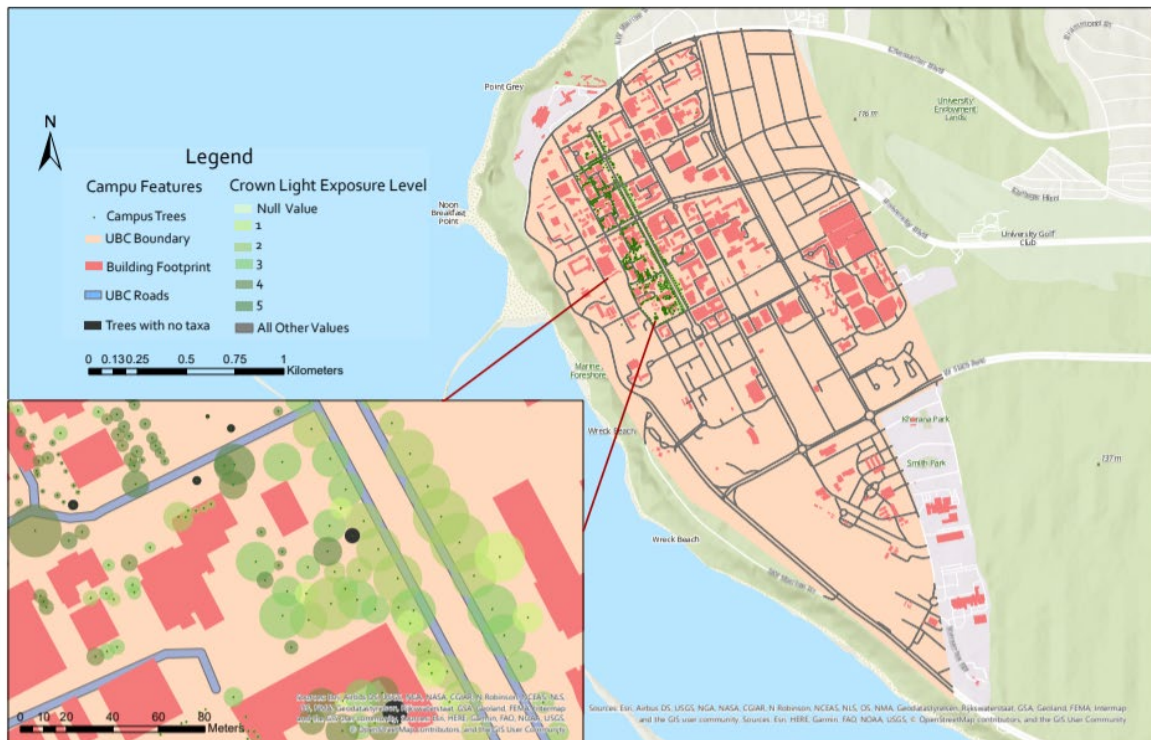 N
Legend
Campu Features
Campus Trees
UBC Boundary
Building Footprint
UBC Roads
Trees with no taxa
Crown Light Exposure Level
Null Value
1
2
3
4
5
All Other Values
0 0.13 0.25 0.5 0.75 1
Kilometers
Point Grey
Noon
Breakfast
Point
Marine
Foreshore
Wreck Beach
Wreck Beach
University
Endowment
Lands
University Blvd
University Golf
Club
W 16th Ave
Khorana Park
Smith Park
137 m
0 10 20 40 60 80
Meters
Sources: Esri, Airbus DS, USGS, NGA, NASA, CGIAR, N Robinson, NCEAS, NLS, OS, NMA, Geodatastyrelsen, Rijkswaterstaat, GSA, Geoland, FEMA, Intermap
and the GIS user community, Sources: Esri, HERE, Garmin, FAO, NOAA, USGS, © OpenStreetMap contributors, and the GIS User Community